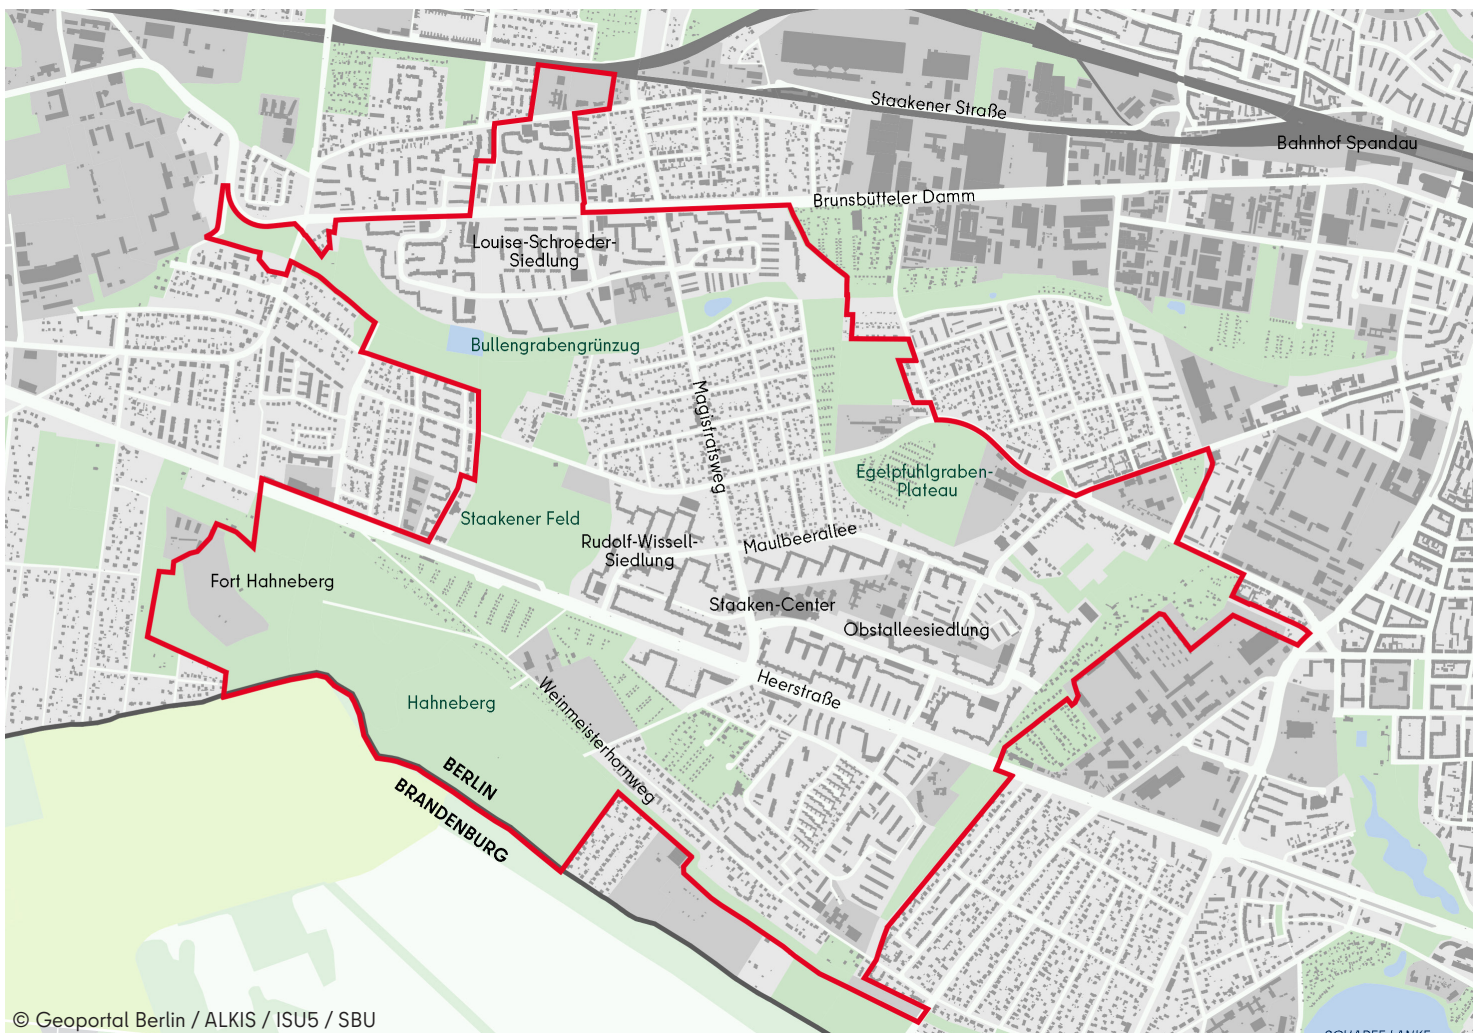 Staakener Straße
Bahnhof Spandau
Brunsbütteler Damm
Louise-Schroeder-
Siedlung
Bullengrabengrünzug
Magistratsweg
Egelpfuhlgraben-
Plateau
Staakener Feld
Rudolf-Wissell-
Siedlung
Maulbeerallee
Fort Hahneberg
Staaken-Center
Obstalleesiedlung
Heerstraße
Hahneberg
Weinmeisterhornweg
BERLIN
BRANDENBURG
© Geoportal Berlin / ALKIS / ISU5 / SBU